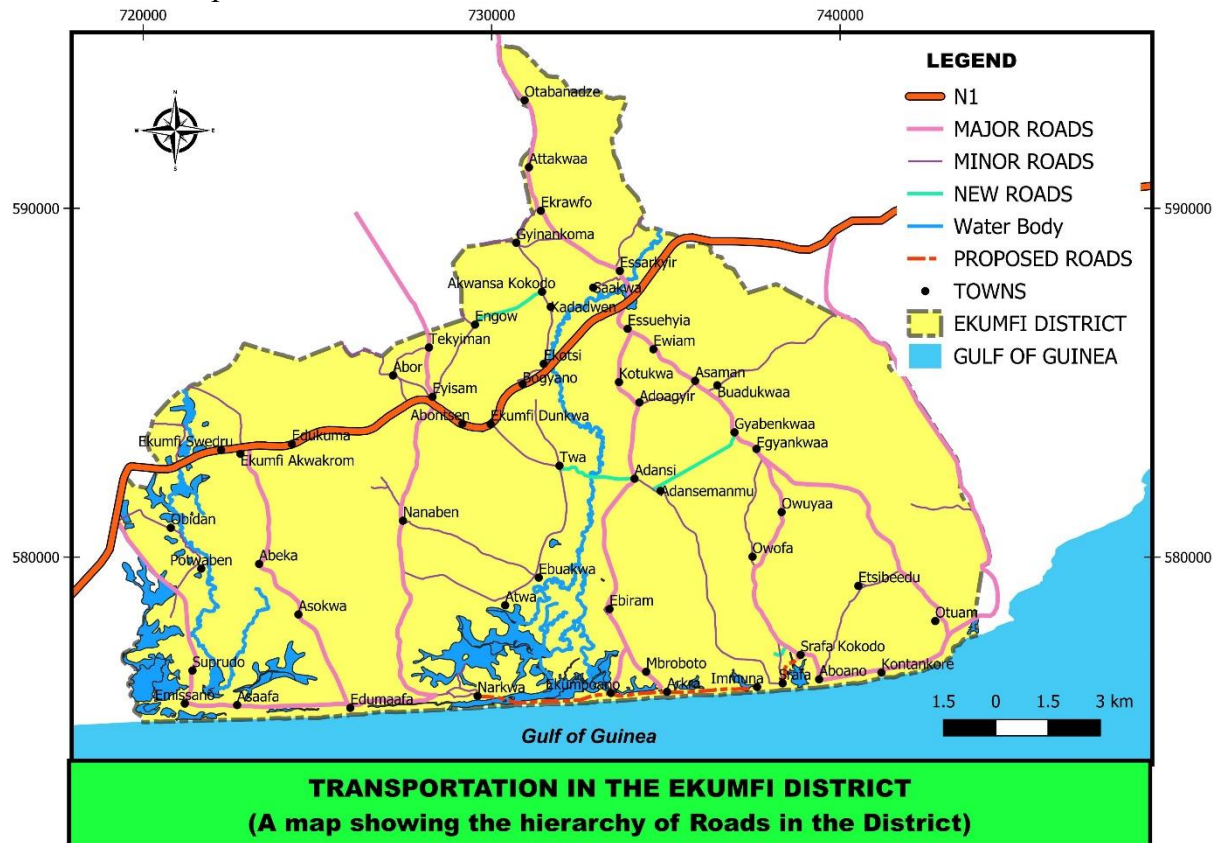 720000
730000
740000
LEGEND
N1
MAJOR ROADS
MINOR ROADS
NEW ROADS
Water Body
PROPOSED ROADS
TOWNS
EKUMFI DISTRICT
GULF OF GUINEA
N
W
E
S
590000
590000
580000
580000
Otabanadze
Attakwaa
Ekrawfo
Gyinankoma
Essarkyir
Akwansa Kokodo
Saakwa
Kadadwen
Engow
Essuehyia
Tekyiman
Ewiam
Ekotsi
Abor
Bogyano
Kotukwa
Asaman
Buadukwaa
Eyisam
Adoagyir
Abontsen
Ekumfi Dunkwa
Gyabenkwaa
Ekumfi Swedru
Edukuma
Egyankwaa
Ekumfi Akwakrom
Twa
Adansi
Adansemanmu
Obidan
Nanaben
Owuyaa
Potwaben
Abeka
Owofa
Ebuakwa
Etsibeedu
Asokwa
Atwa
Ebiram
Otuam
Suprudo
Srafa Kokodo
Mbroboto
Aboano
Kontankore
Emissano
Asaafa
Edumaafa
Narkwa
Ekumpoano
Arkra
Immuna
Srafa
1.5 0 1.5 3 km
Gulf of Guinea
TRANSPORTATION IN THE EKUMFI DISTRICT
(A map showing the hierarchy of Roads in the District)